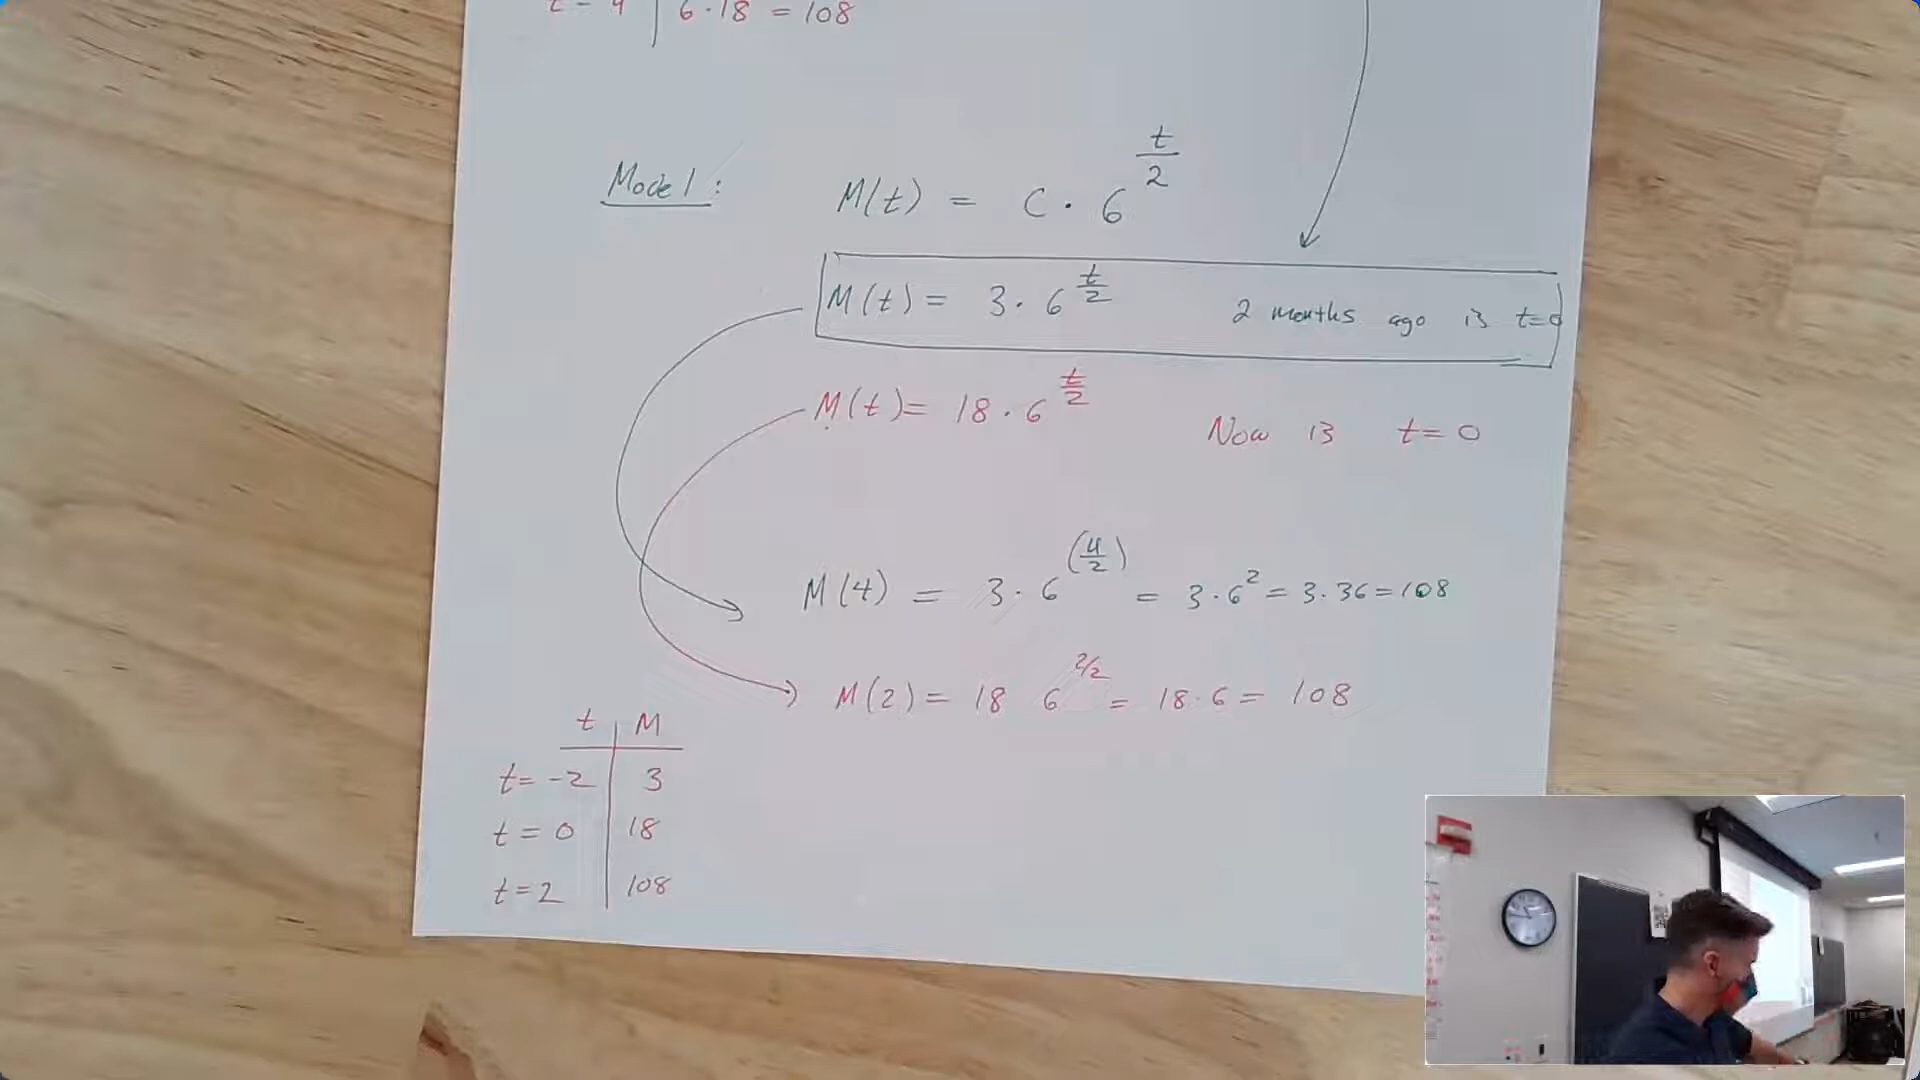 t = 4 | 6 · 18 = 108
Model: M(t) = C · 6^(t/2)
M(t) = 3 · 6^(t/2) 2 months ago is t=0
M(t) = 18 · 6^(t/2) Now is t = 0
M(4) = 3 · 6^(4/2) = 3 · 6^2 = 3 · 36 = 108
M(2) = 18 6^(2/2) = 18 · 6 = 108
t | M
t = -2 | 3
t = 0 | 18
t = 2 | 108